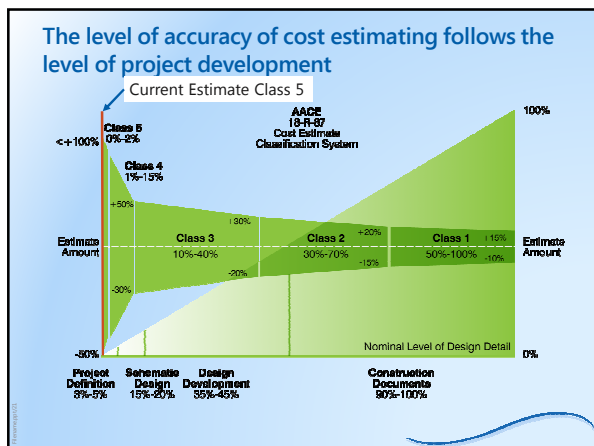 The level of accuracy of cost estimating follows the
level of project development
Current Estimate Class 5
AACE
18-R-97
Cost Estimate
Classification System
100%
<+100%
Class 5
0%-2%
Class 4
1%-15%
+50%
+30%
+20%
+15%
Estimate
Amount
Class 3
10%-40%
Class 2
30%-70%
Class 1
50%-100%
Estimate
Amount
-30%
-20%
-15%
-10%
Nominal Level of Design Detail
-50%
0%
Project
Definition
3%-5%
Schematic
Design
15%-20%
Design
Development
35%-45%
Construction
Documents
90%-100%